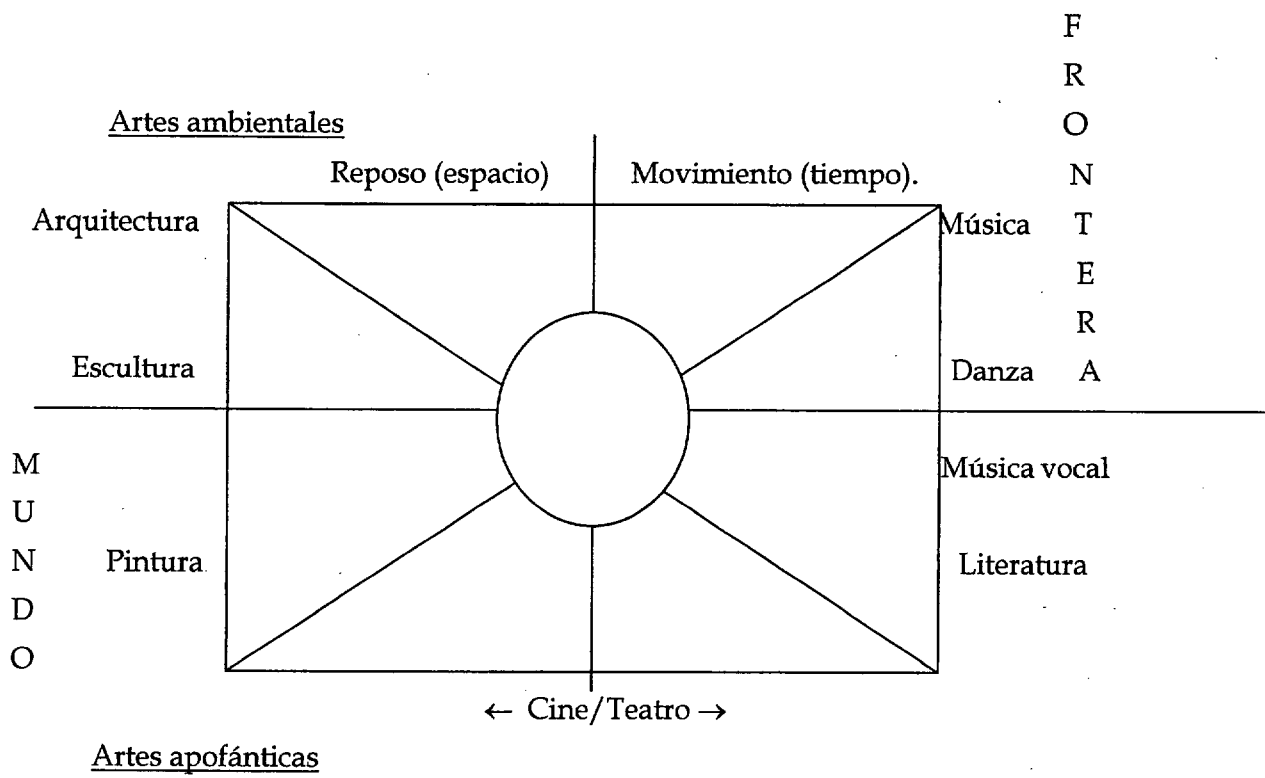 F
R
O
N
T
E
R
A
Artes ambientales
Reposo (espacio)
Movimiento (tiempo).
Arquitectura
Música
Escultura
Danza
M
U
N
D
O
Música vocal
Pintura
Literatura
← Cine/Teatro →
Artes apofánticas